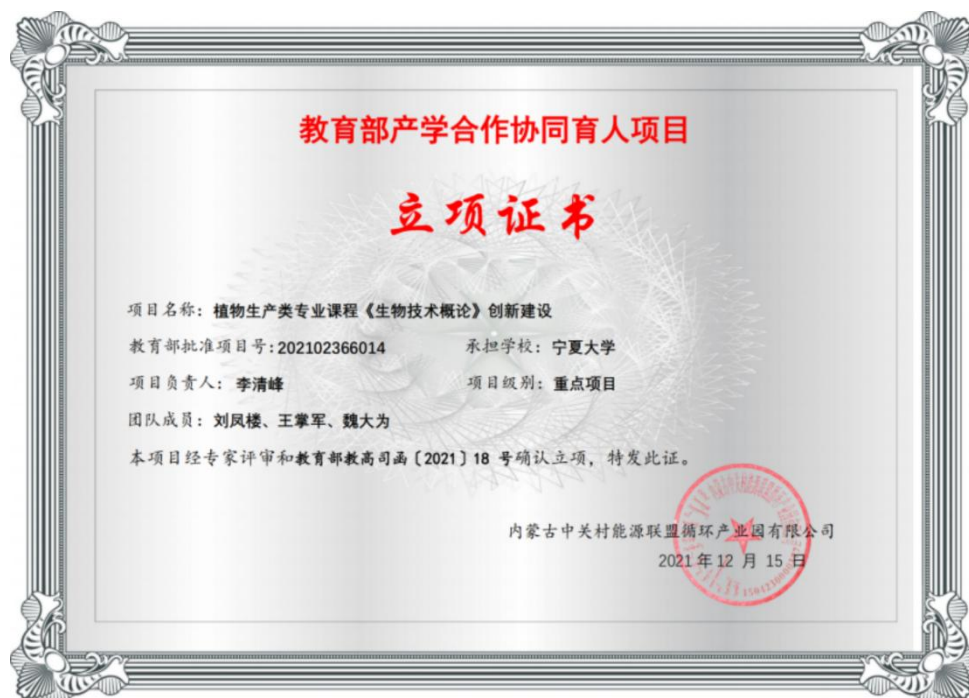 教育部产学合作协同育人项目
立项证书
项目名称：植物生产类专业课程《生物技术概论》创新建设
教育部批准项目号：202102366014 承担学校：宁夏大学
项目负责人：李清峰 项目级别：重点项目
团队成员：刘凤楼、王掌军、魏大为
本项目经专家评审和教育部教高司函〔2021〕18 号确认立项，特发此证。
内蒙古中关村能源联盟循环产业园有限公司
2021年12 月 15 日